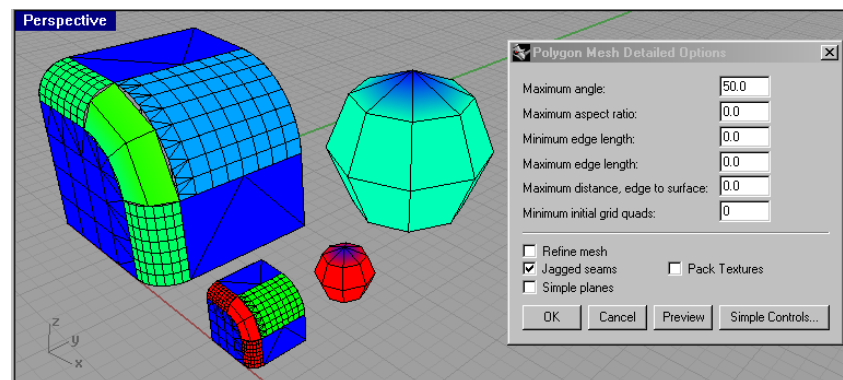 Perspective
Polygon Mesh Detailed Options
Maximum angle: 50.0
Maximum aspect ratio: 0.0
Minimum edge length: 0.0
Maximum edge length: 0.0
Maximum distance, edge to surface: 0.0
Minimum initial grid quads: 0
Refine mesh
Jagged seams Pack Textures
Simple planes
OK Cancel Preview Simple Controls...
z
y
x